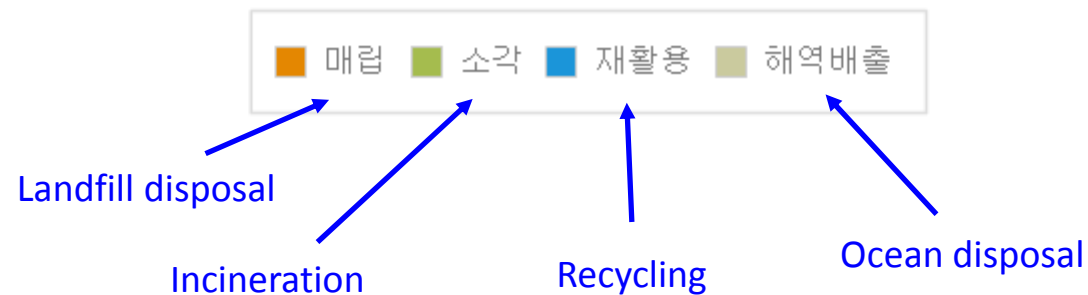 매립 소각 재활용 해역배출
Landfill disposal
Incineration
Recycling
Ocean disposal